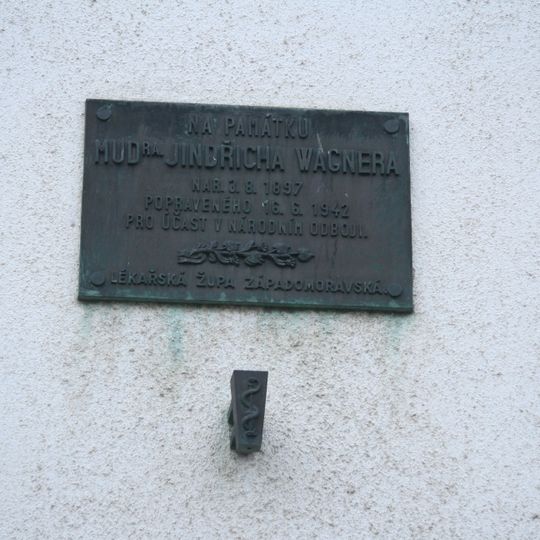 NA PAMÁTKU
MUDRA. JINDŘICHA WAGNERA
NAR. 3. 8. 1897
POPRAVENÉHO 16. 6. 1942
PRO ÚČAST V NÁRODNÍM ODBOJI.
LÉKAŘSKÁ ŽUPA ZÁPADOMORAVSKÁ.